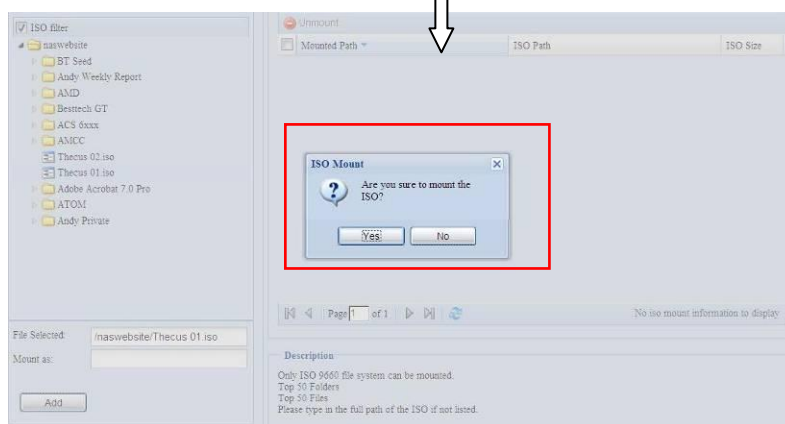 ISO filter
naswebsite
BT Seed
Andy Weekly Report
AMD
Besttech GT
ACS 6xxx
AMCC
Thecus 02.iso
Thecus 01.iso
Adobe Acrobat 7.0 Pro
ATOM
Andy Private
File Selected: /naswebsite/Thecus 01.iso
Mount as:
Add
Unmount
Mounted Path ISO Path ISO Size
ISO Mount
Are you sure to mount the
ISO?
Yes No
Page 1 of 1 No iso mount information to display
Description
Only ISO 9660 file system can be mounted.
Top 50 Folders
Top 50 Files
Please type in the full path of the ISO if not listed.